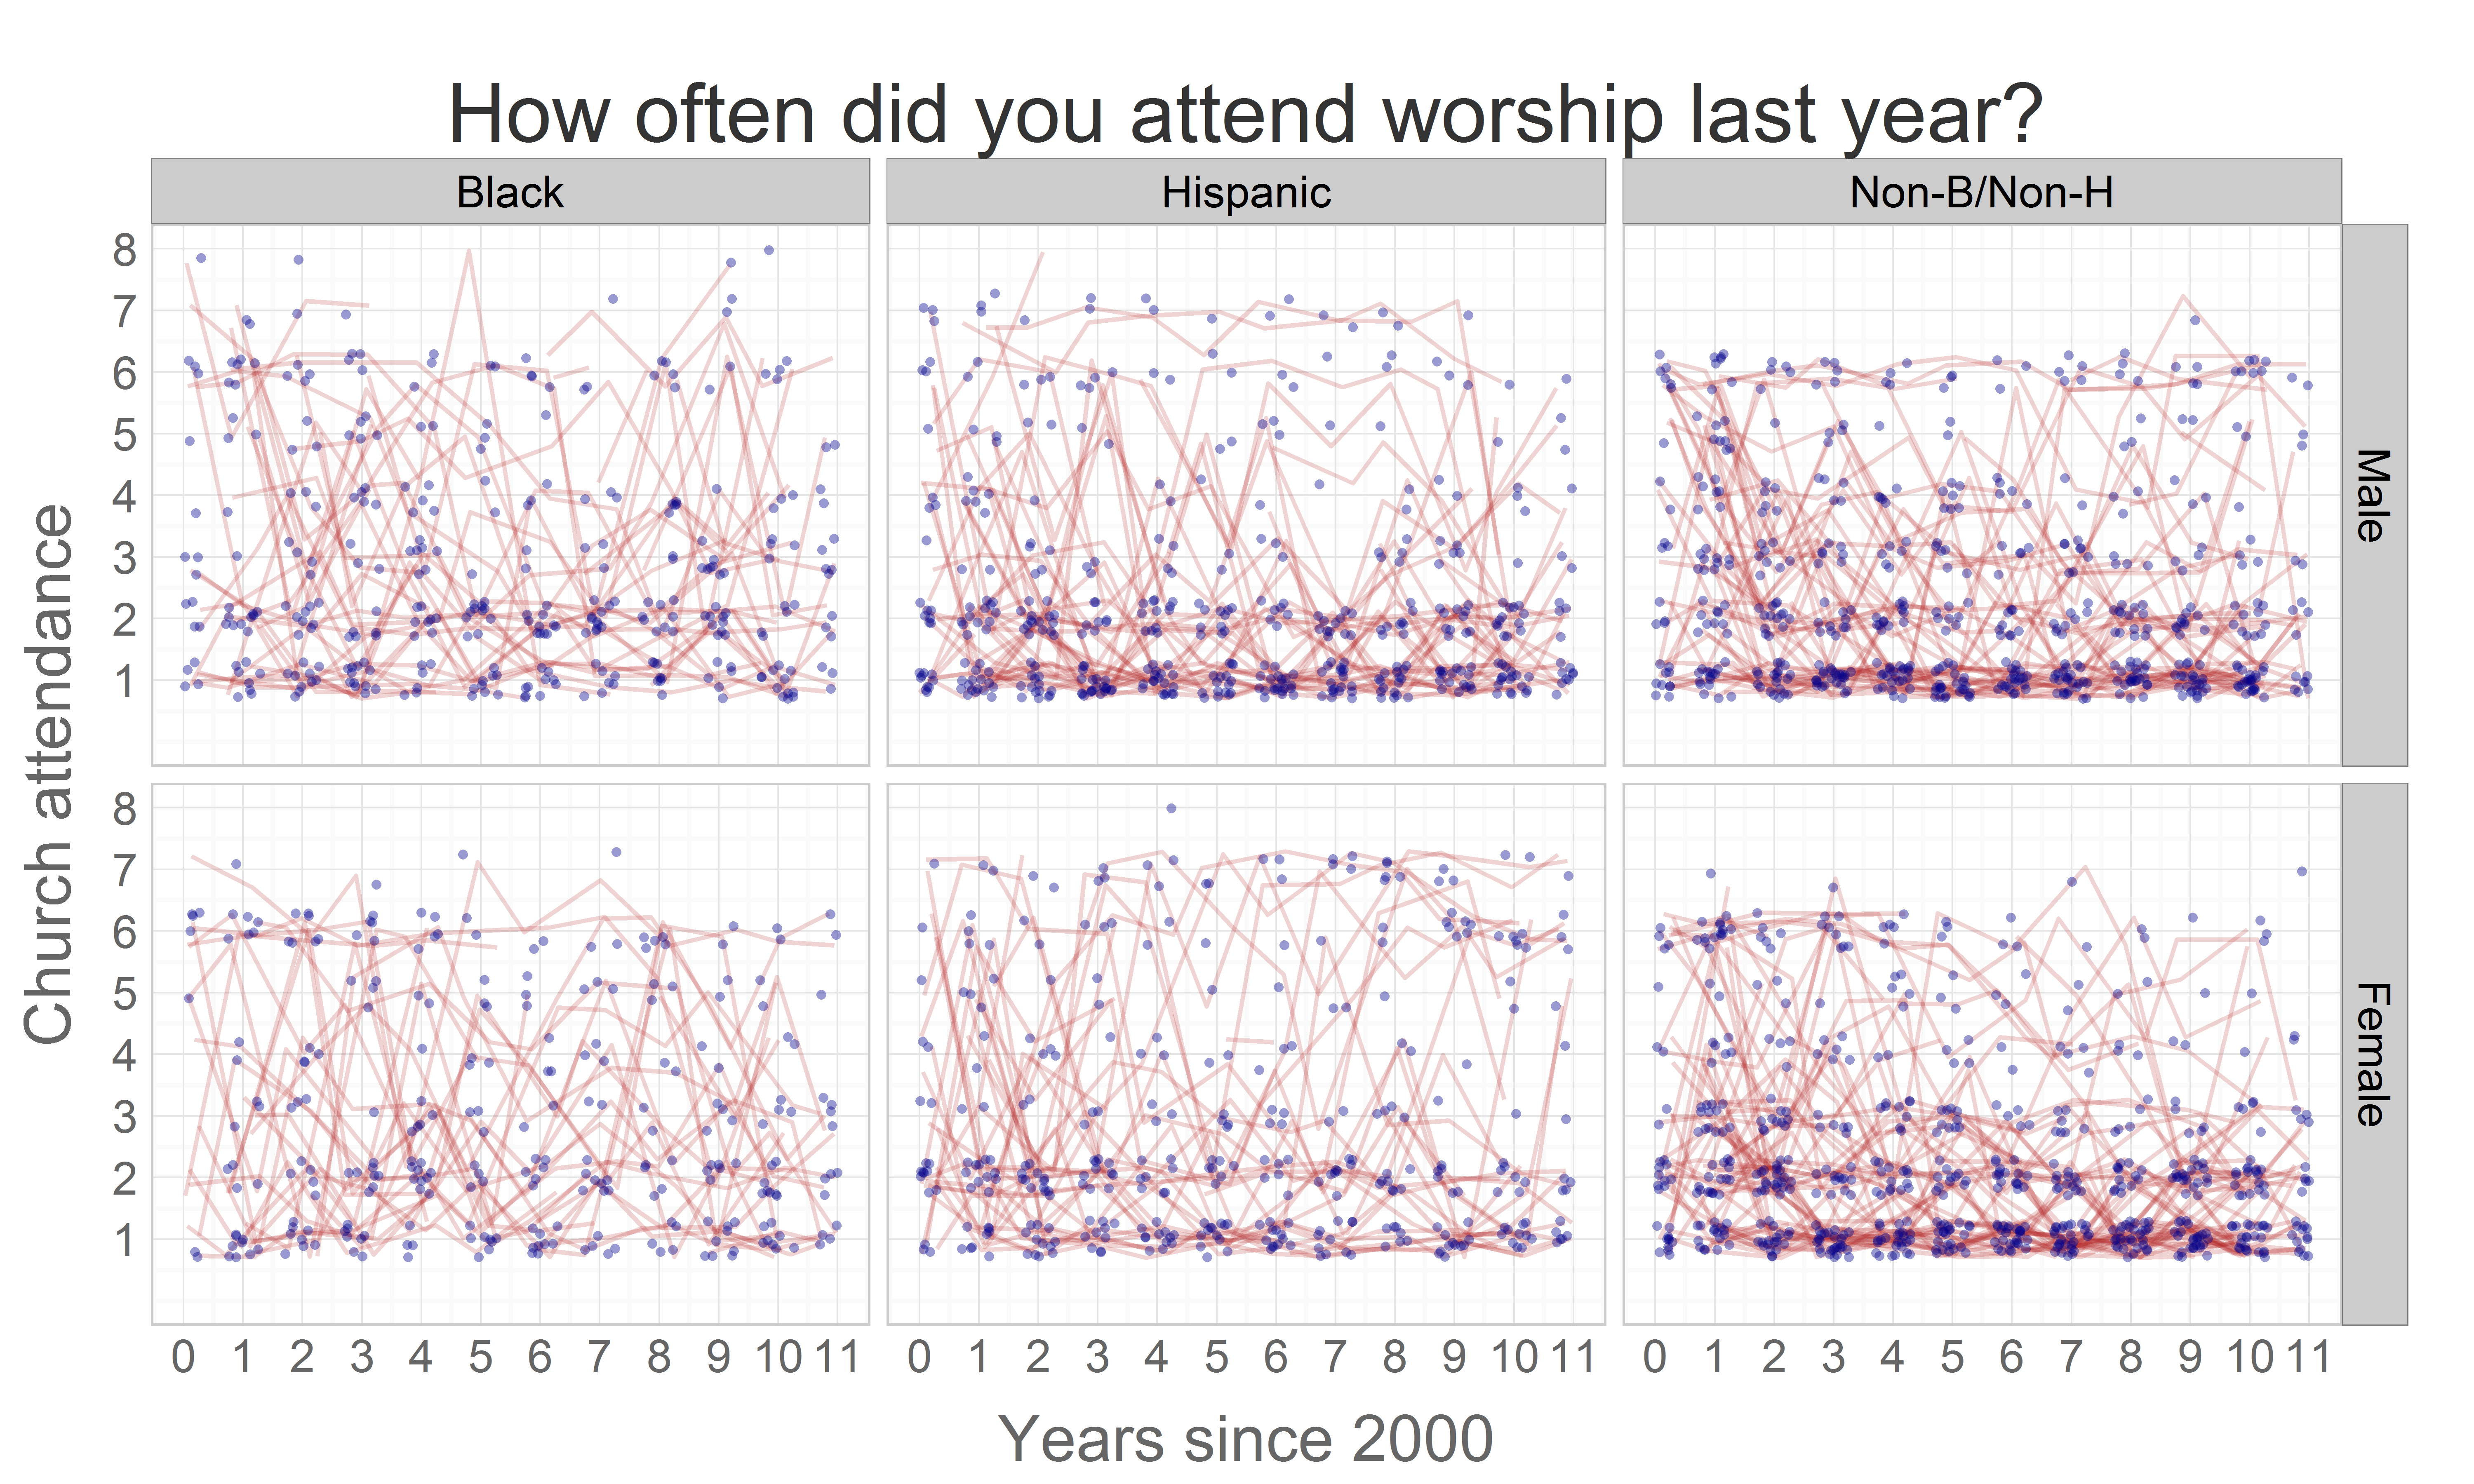 How often did you attend worship last year?
Black Hispanic Non-B/Non-H
Church attendance
8
7
6
5
4
3
2
1
Male
8
7
6
5
4
3
2
1
Female
0 1 2 3 4 5 6 7 8 9 10 11 0 1 2 3 4 5 6 7 8 9 10 11 0 1 2 3 4 5 6 7 8 9 10 11
Years since 2000